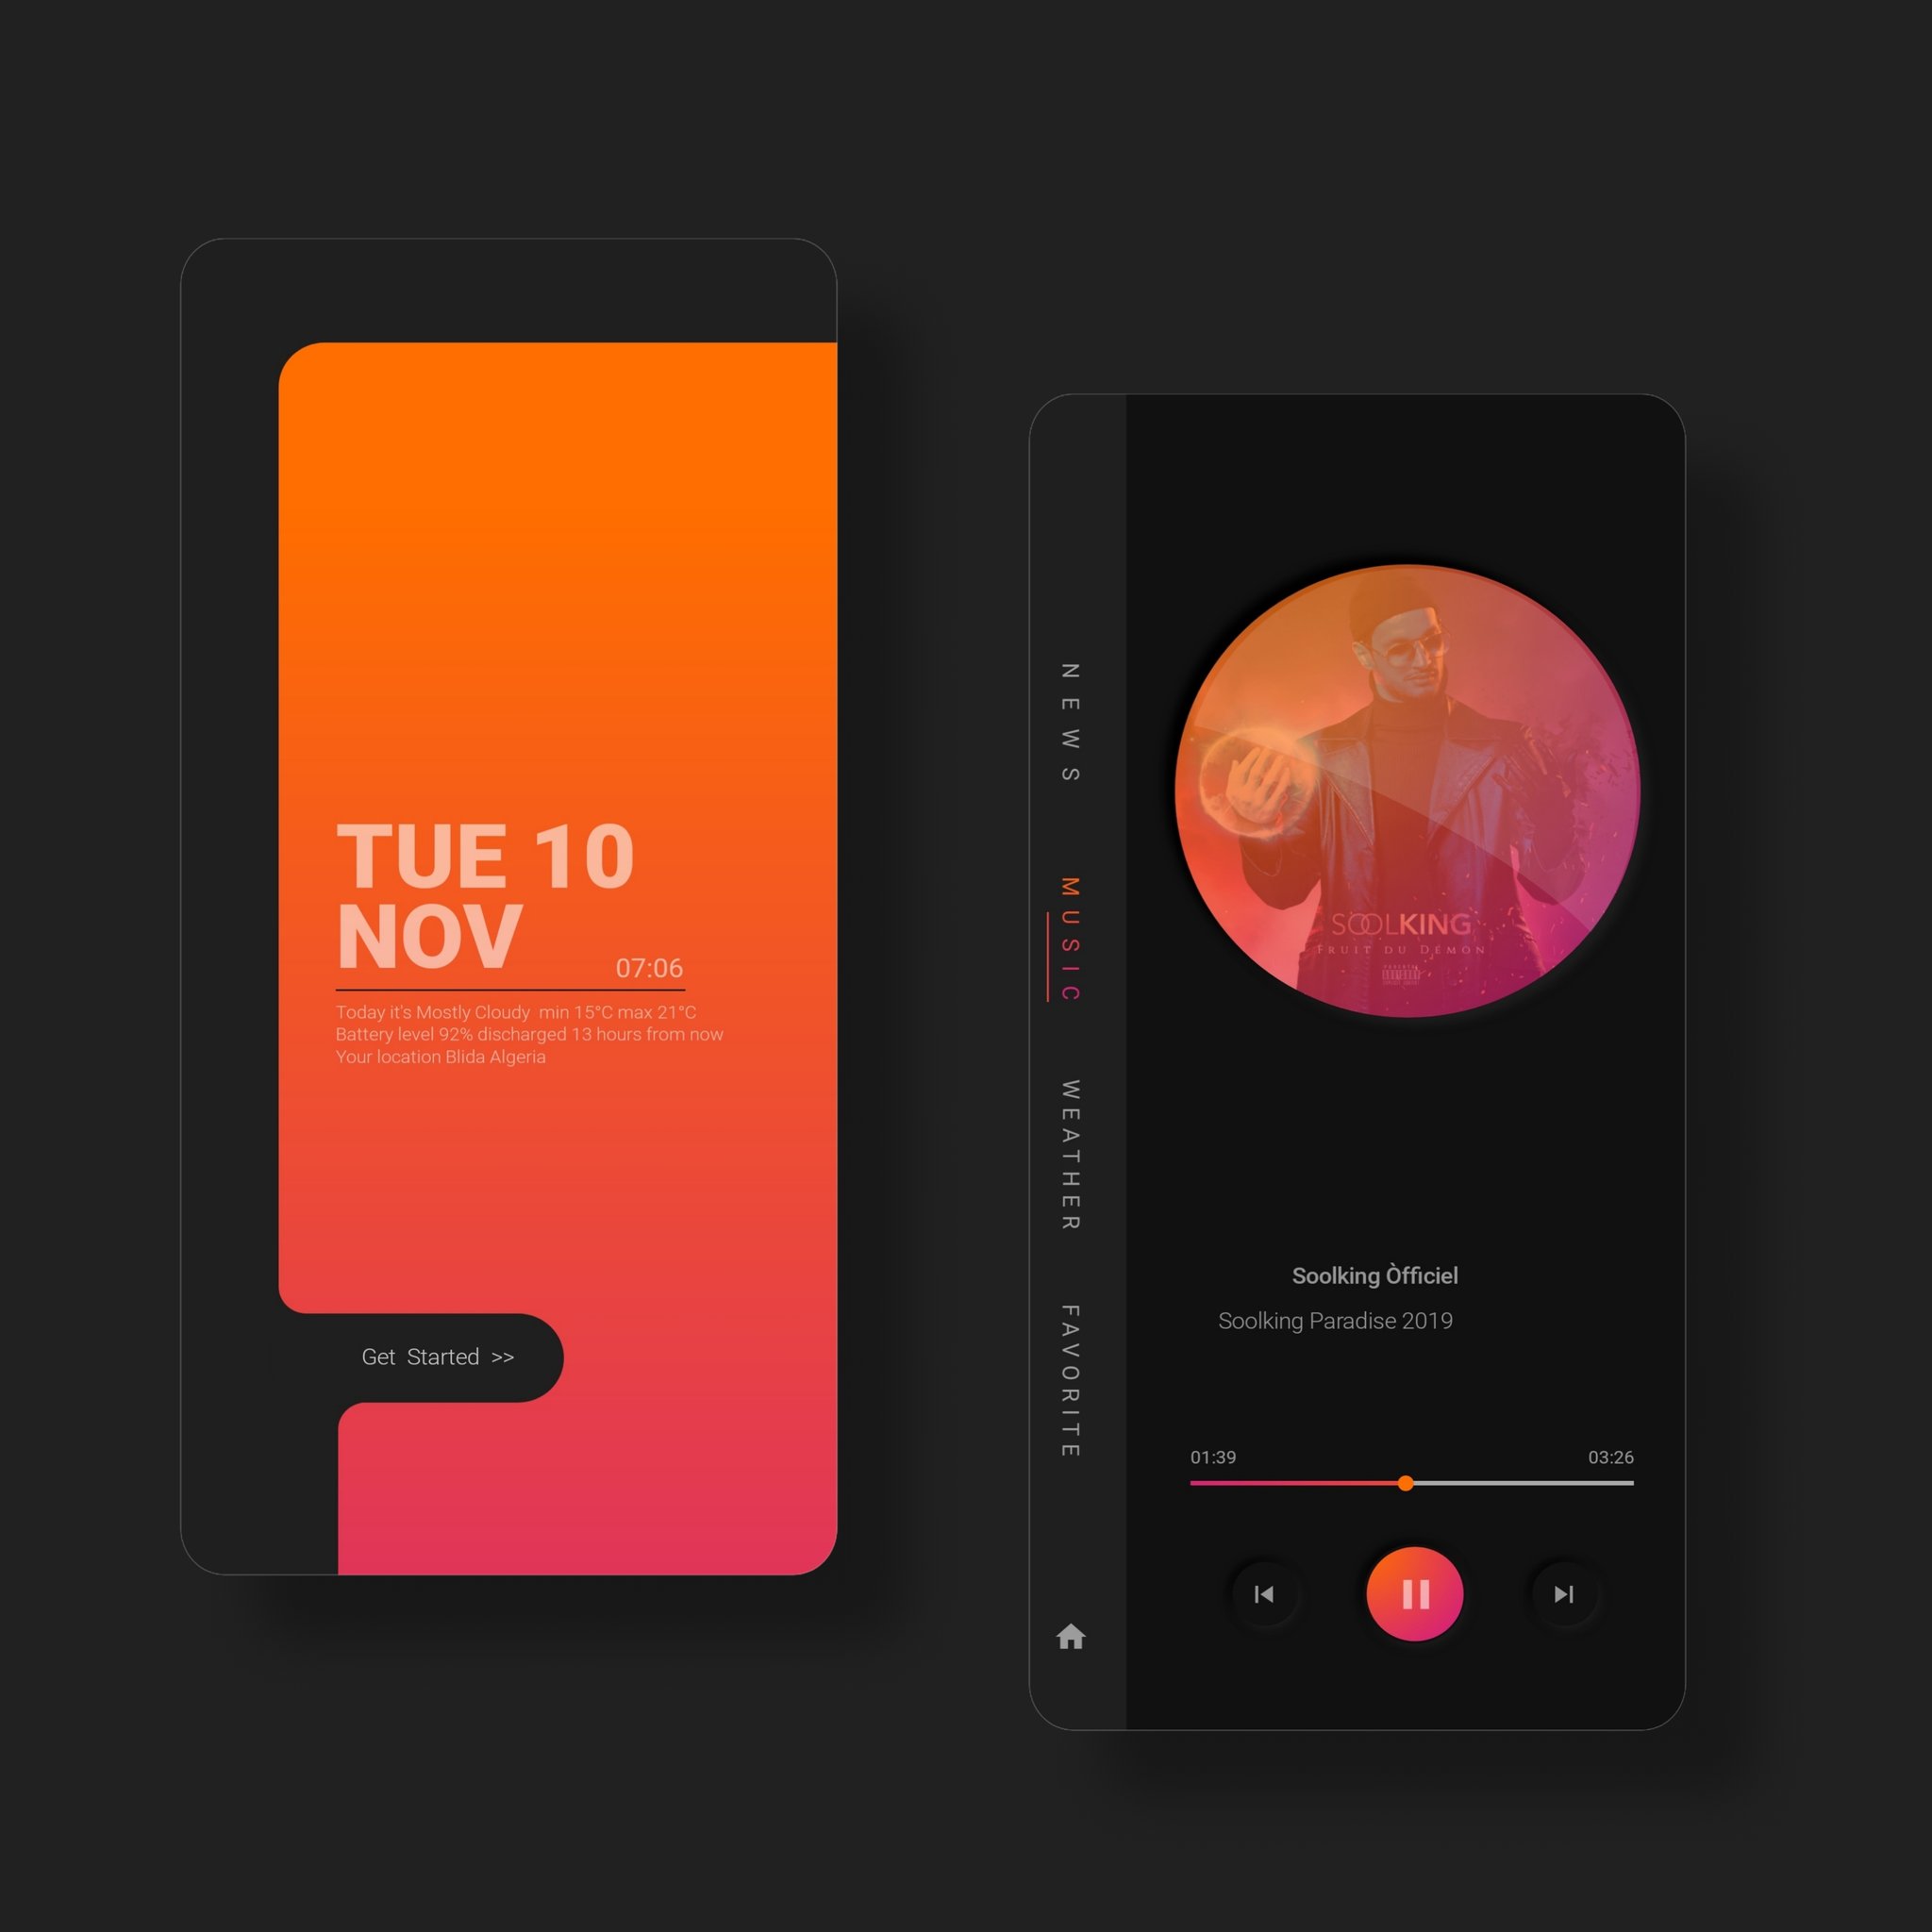 TUE 10
NOV
07:06
Today it's Mostly Cloudy min 15°C max 21°C
Battery level 92% discharged 13 hours from now
Your location Blida Algeria
Get Started >>
NEWS
MUSIC
WEATHER
FAVORITE
SOOLKING
FRUIT DU DÉMON
Soolking Òfficiel
Soolking Paradise 2019
01:39
03:26